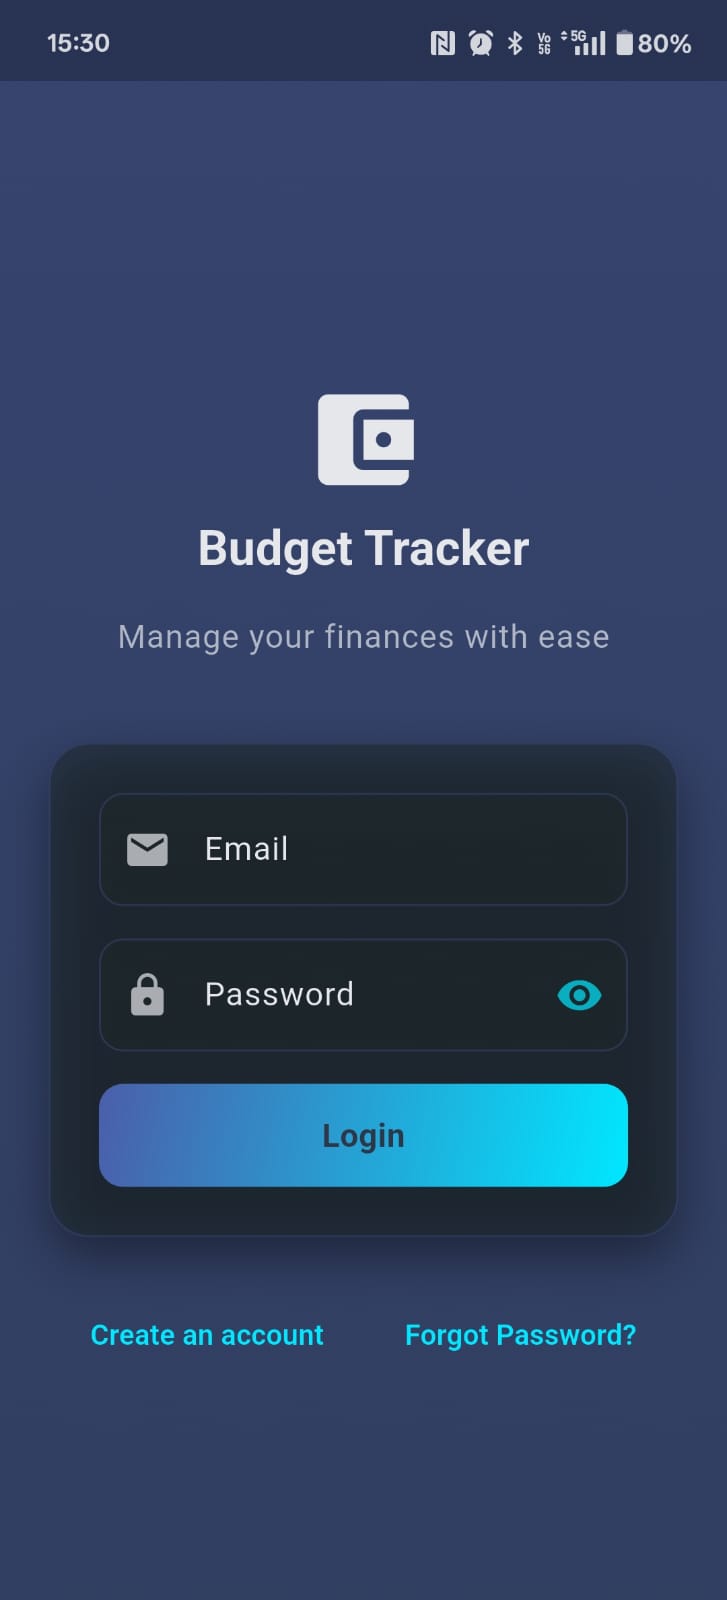 15:30 Vo 5G 5G 80%
Budget Tracker
Manage your finances with ease
Email
Password
Login
Create an account Forgot Password?